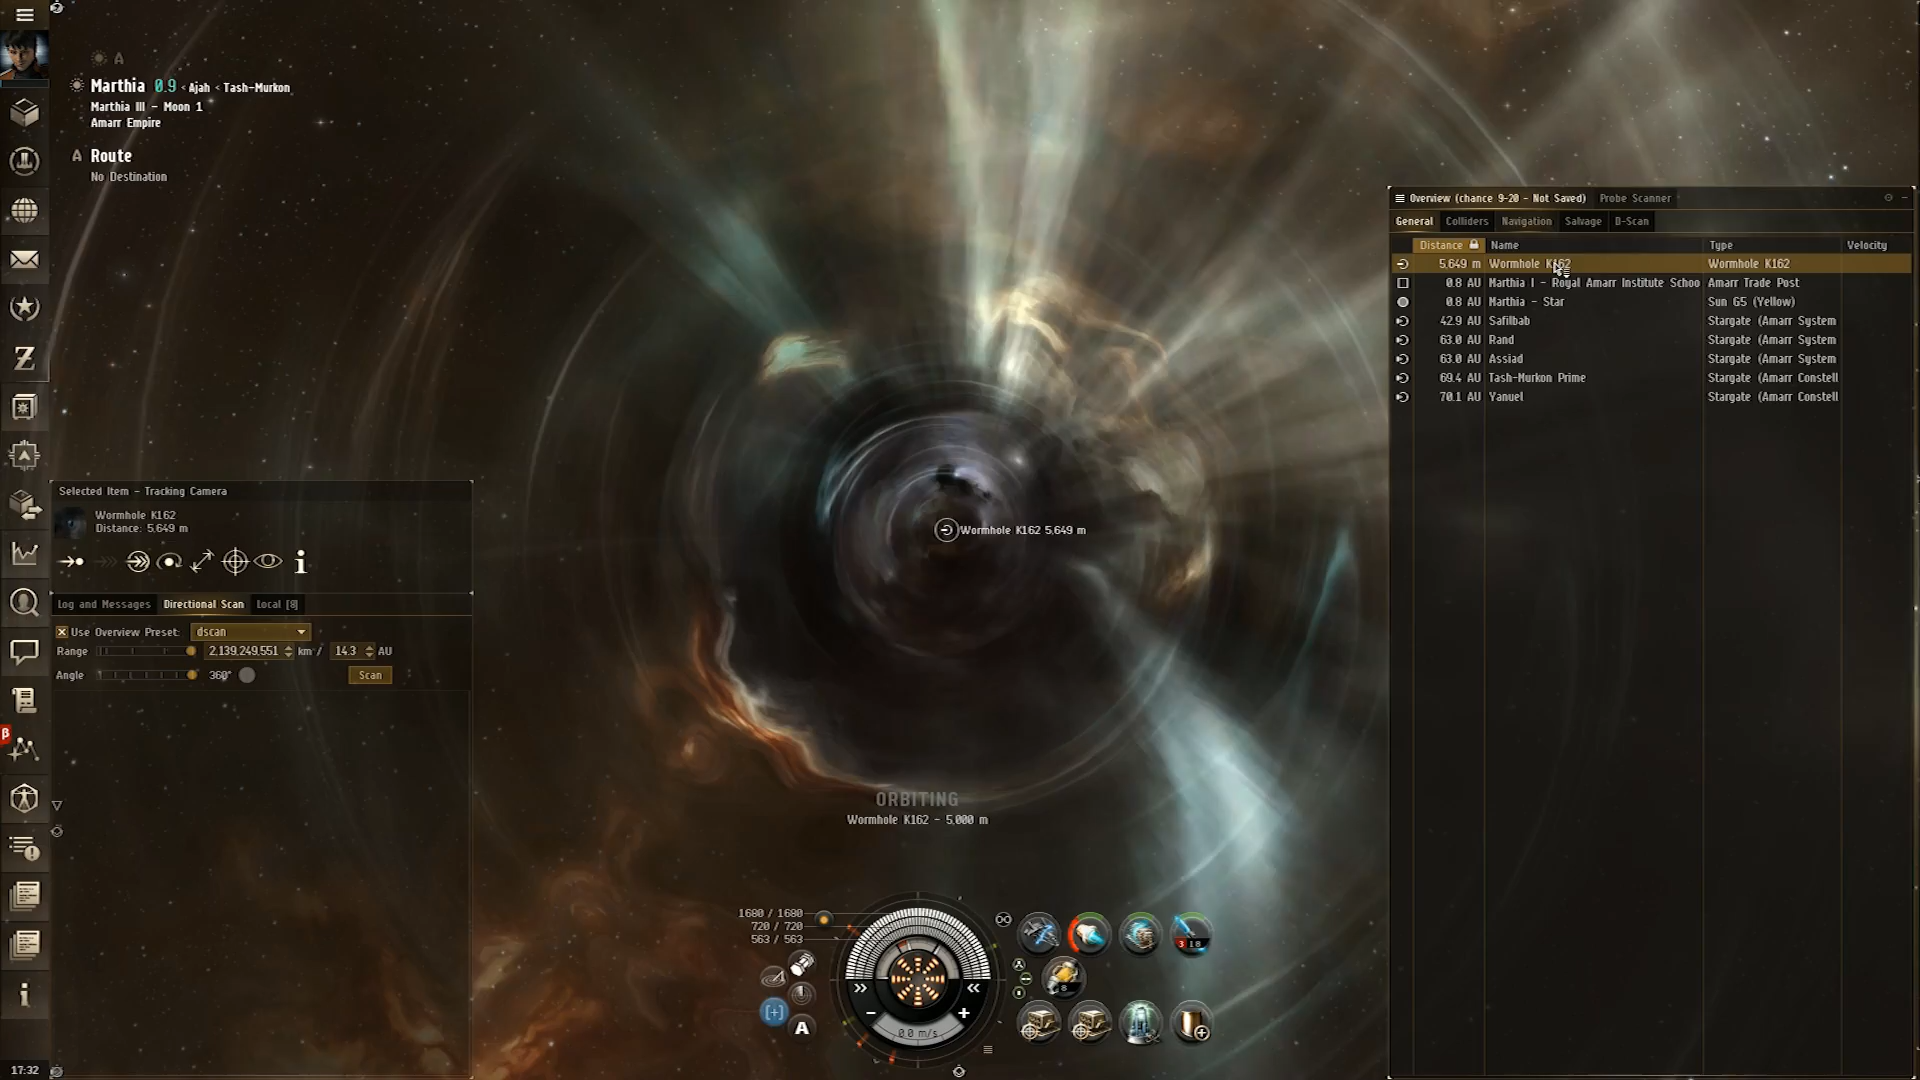 A
Marthia 0.9 < Ajah < Tash-Murkon
Marthia III - Moon 1
Amarr Empire
A Route
No Destination
Overview (chance 9-20 - Not Saved) Probe Scanner
General Colliders Navigation Salvage D-Scan
Distance Name Type Velocity
5,649 m Wormhole K162 Wormhole K162
0.8 AU Marthia I - Royal Amarr Institute Schoo Amarr Trade Post
0.8 AU Marthia - Star Sun G5 (Yellow)
42.9 AU Safilbab Stargate (Amarr System
63.0 AU Rand Stargate (Amarr System
63.0 AU Assiad Stargate (Amarr System
69.4 AU Tash-Murkon Prime Stargate (Amarr Constell
70.1 AU Yanuel Stargate (Amarr Constell
Selected Item - Tracking Camera
Wormhole K162
Distance: 5,649 m
Wormhole K162 5,649 m
Log and Messages Directional Scan Local [8]
Use Overview Preset: dscan
Range 2,139,249,551 km / 14.3 AU
Angle 360° Scan
β
ORBITING
Wormhole K162 - 5,000 m
1680 / 1680
720 / 720
563 / 563
3 18
8
A
0.0 m/s
17:32